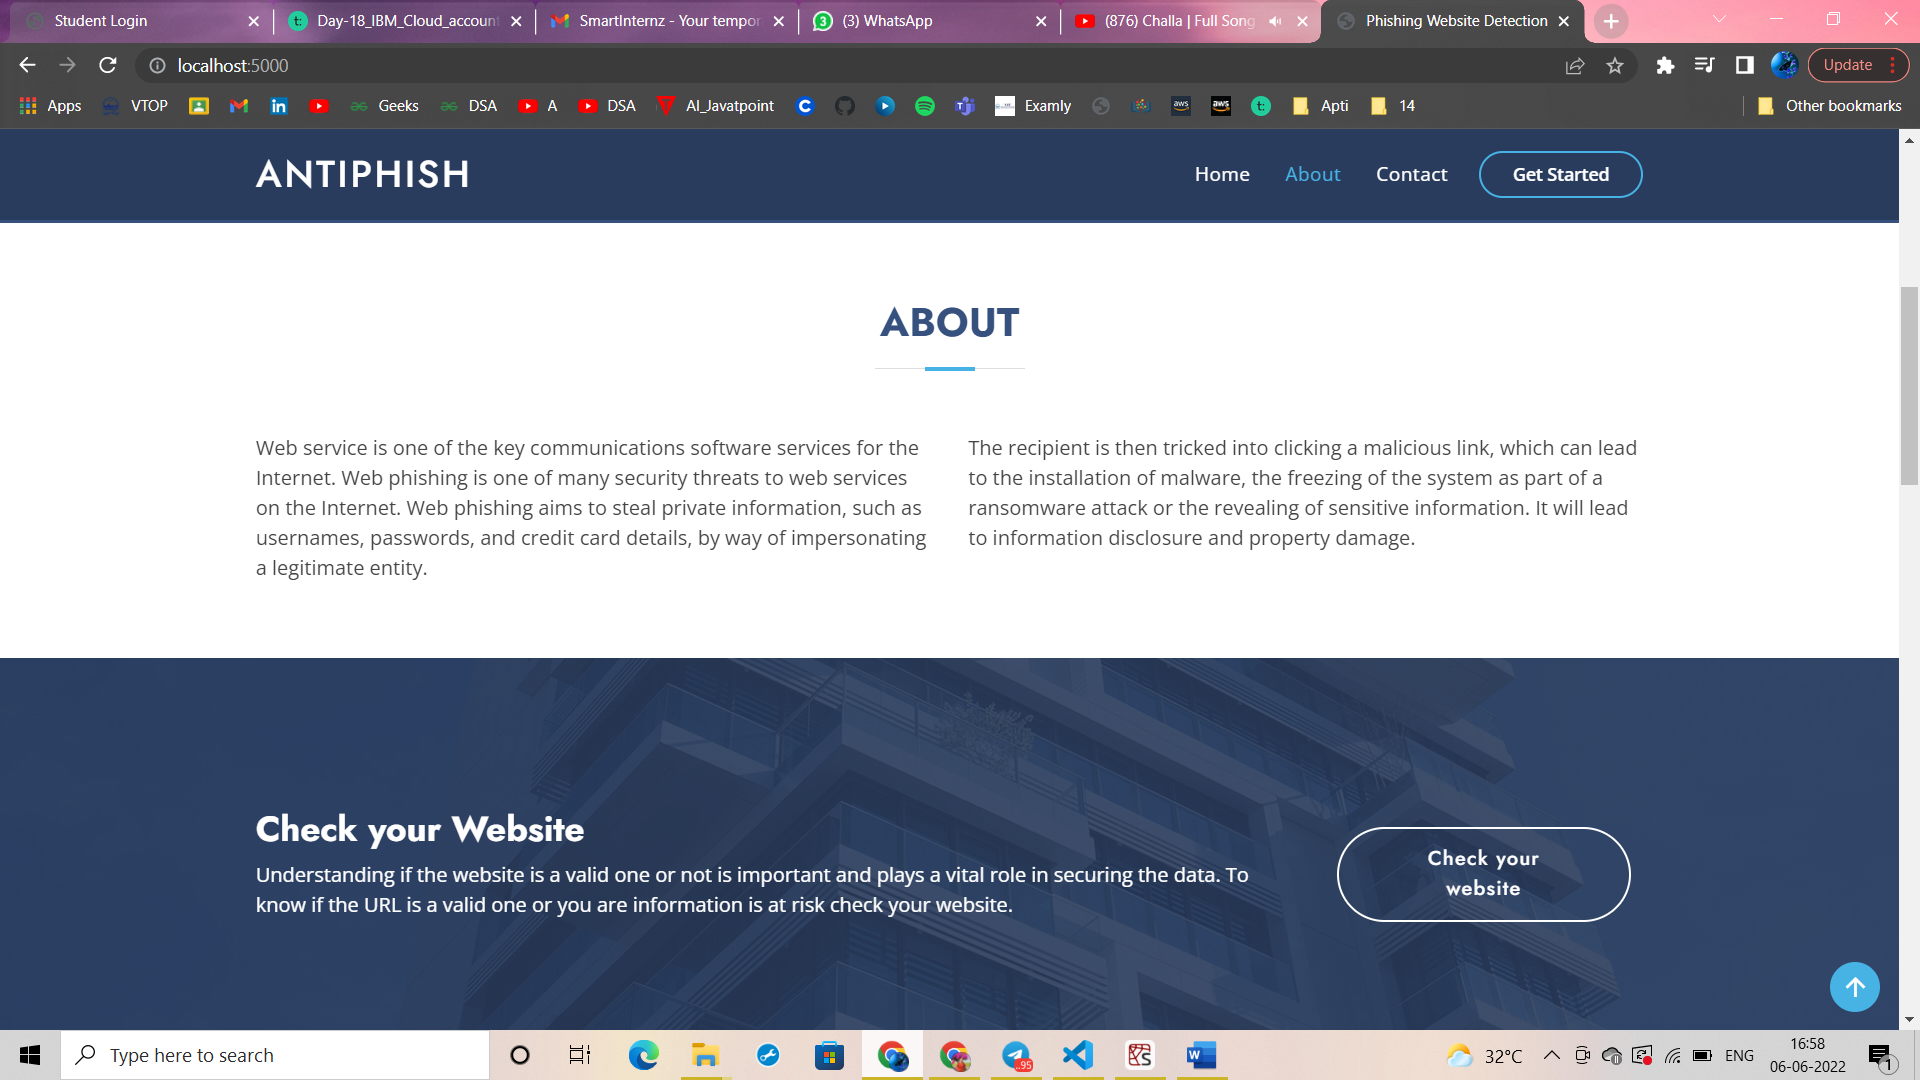 Student Login
Day-18_IBM_Cloud_accoun
SmartInternz - Your tempor
(3) WhatsApp
(876) Challa | Full Song
Phishing Website Detection
localhost:5000
Update
Apps
VTOP
Geeks
DSA
A
DSA
AI_Javatpoint
Examly
Apti
14
Other bookmarks
ANTIPHISH
Home
About
Contact
Get Started
ABOUT
Web service is one of the key communications software services for the
Internet. Web phishing is one of many security threats to web services
on the Internet. Web phishing aims to steal private information, such as
usernames, passwords, and credit card details, by way of impersonating
a legitimate entity.
The recipient is then tricked into clicking a malicious link, which can lead
to the installation of malware, the freezing of the system as part of a
ransomware attack or the revealing of sensitive information. It will lead
to information disclosure and property damage.
Check your Website
Understanding if the website is a valid one or not is important and plays a vital role in securing the data. To
know if the URL is a valid one or you are information is at risk check your website.
Check your
website
Type here to search
32°C
ENG
16:58
06-06-2022
1